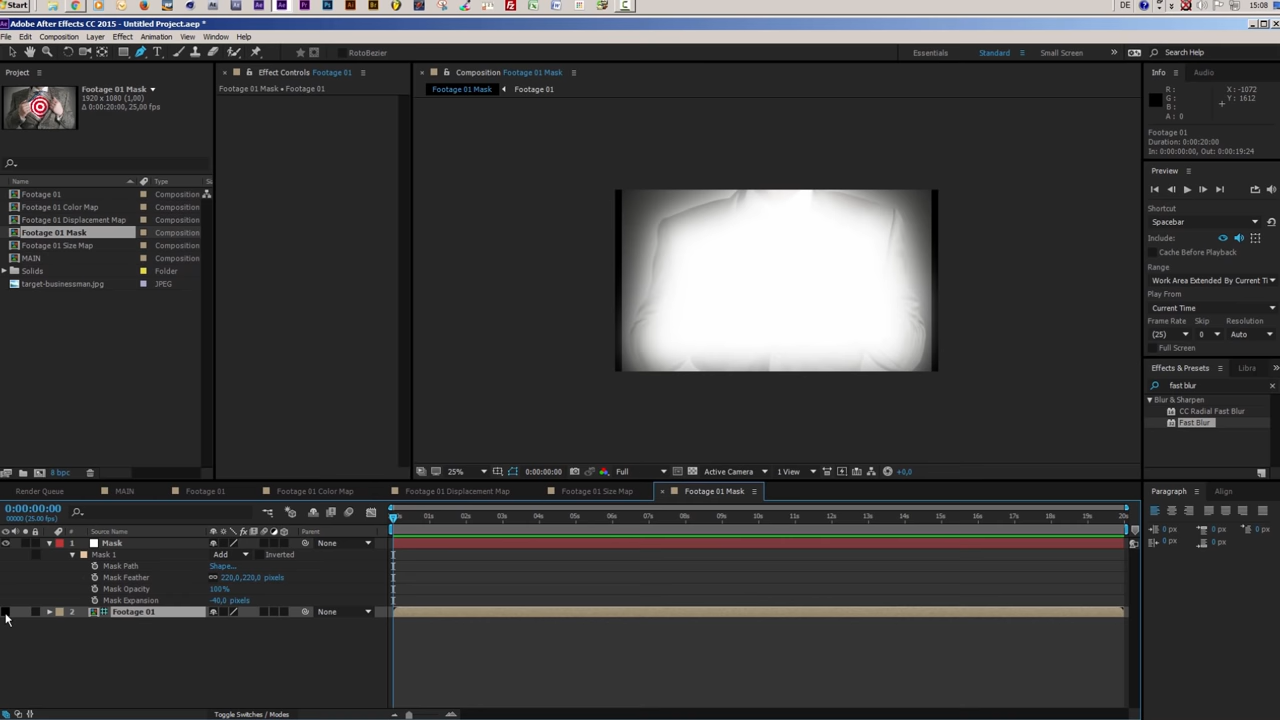 Start
DE
15:08
Adobe After Effects CC 2015 - Untitled Project.aep *
File Edit Composition Layer Effect Animation View Window Help
RotoBezier
Essentials Standard Small Screen Search Help
Project
Effect Controls Footage 01
Composition Footage 01 Mask
Info Audio
Footage 01 Mask
1920 x 1080 (1,00)
Δ 0:00:20:00, 25,00 fps
Footage 01 Mask • Footage 01
Footage 01 Mask Footage 01
R :
G :
B :
A : 0
X : -1072
Y : 1612
Footage 01
Duration: 0:00:20:00
In: 0:00:00:00, Out: 0:00:19:24
Preview
Name Type
Footage 01 Composition
Footage 01 Color Map Composition
Footage 01 Displacement Map Composition
Footage 01 Mask Composition
Footage 01 Size Map Composition
MAIN Composition
Solids Folder
target-businessman.jpg JPEG
Shortcut
Spacebar
Include:
Cache Before Playback
Range
Work Area Extended By Current Ti
Play From
Current Time
Frame Rate Skip Resolution
(25) 0 Auto
Full Screen
Effects & Presets Libra
fast blur
Blur & Sharpen
CC Radial Fast Blur
Fast Blur
8 bpc
25% 0:00:00:00 Full Active Camera 1 View +0,0
Render Queue MAIN Footage 01 Footage 01 Color Map Footage 01 Displacement Map Footage 01 Size Map Footage 01 Mask
Paragraph Align
0:00:00:00
00000 (25.00 fps)
01s 02s 03s 04s 05s 06s 07s 08s 09s 10s 11s 12s 13s 14s 15s 16s 17s 18s 19s 20s
# Source Name Parent
1 Mask None
Mask 1 Add Inverted
Mask Path Shape...
Mask Feather 220,0,220,0 pixels
Mask Opacity 100%
Mask Expansion -40,0 pixels
2 Footage 01 None
0 px 0 px 0 px
0 px 0 px
Toggle Switches / Modes